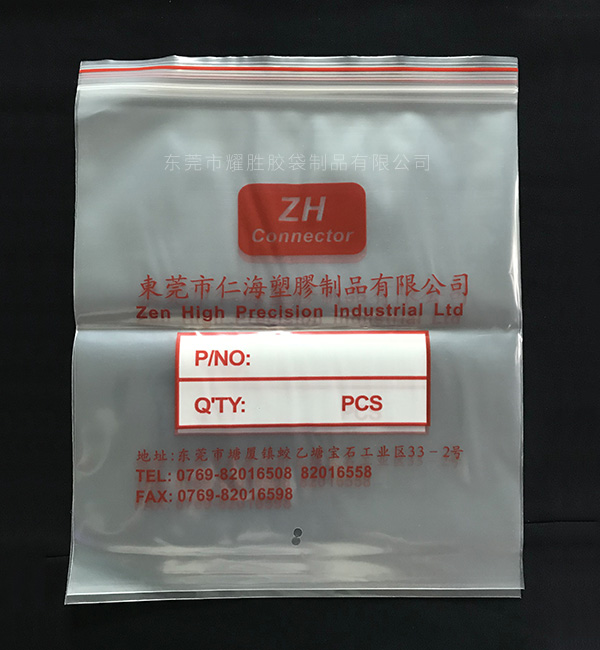 东莞市耀胜胶袋制品有限公司
ZH
Connector
東莞市仁海塑膠制品有限公司
Zen High Precision Industrial Ltd
P/NO:
Q'TY: PCS
地址:东莞市塘厦镇蛟乙塘宝石工业区33-2号
TEL: 0769-82016508 82016558
FAX: 0769-82016598